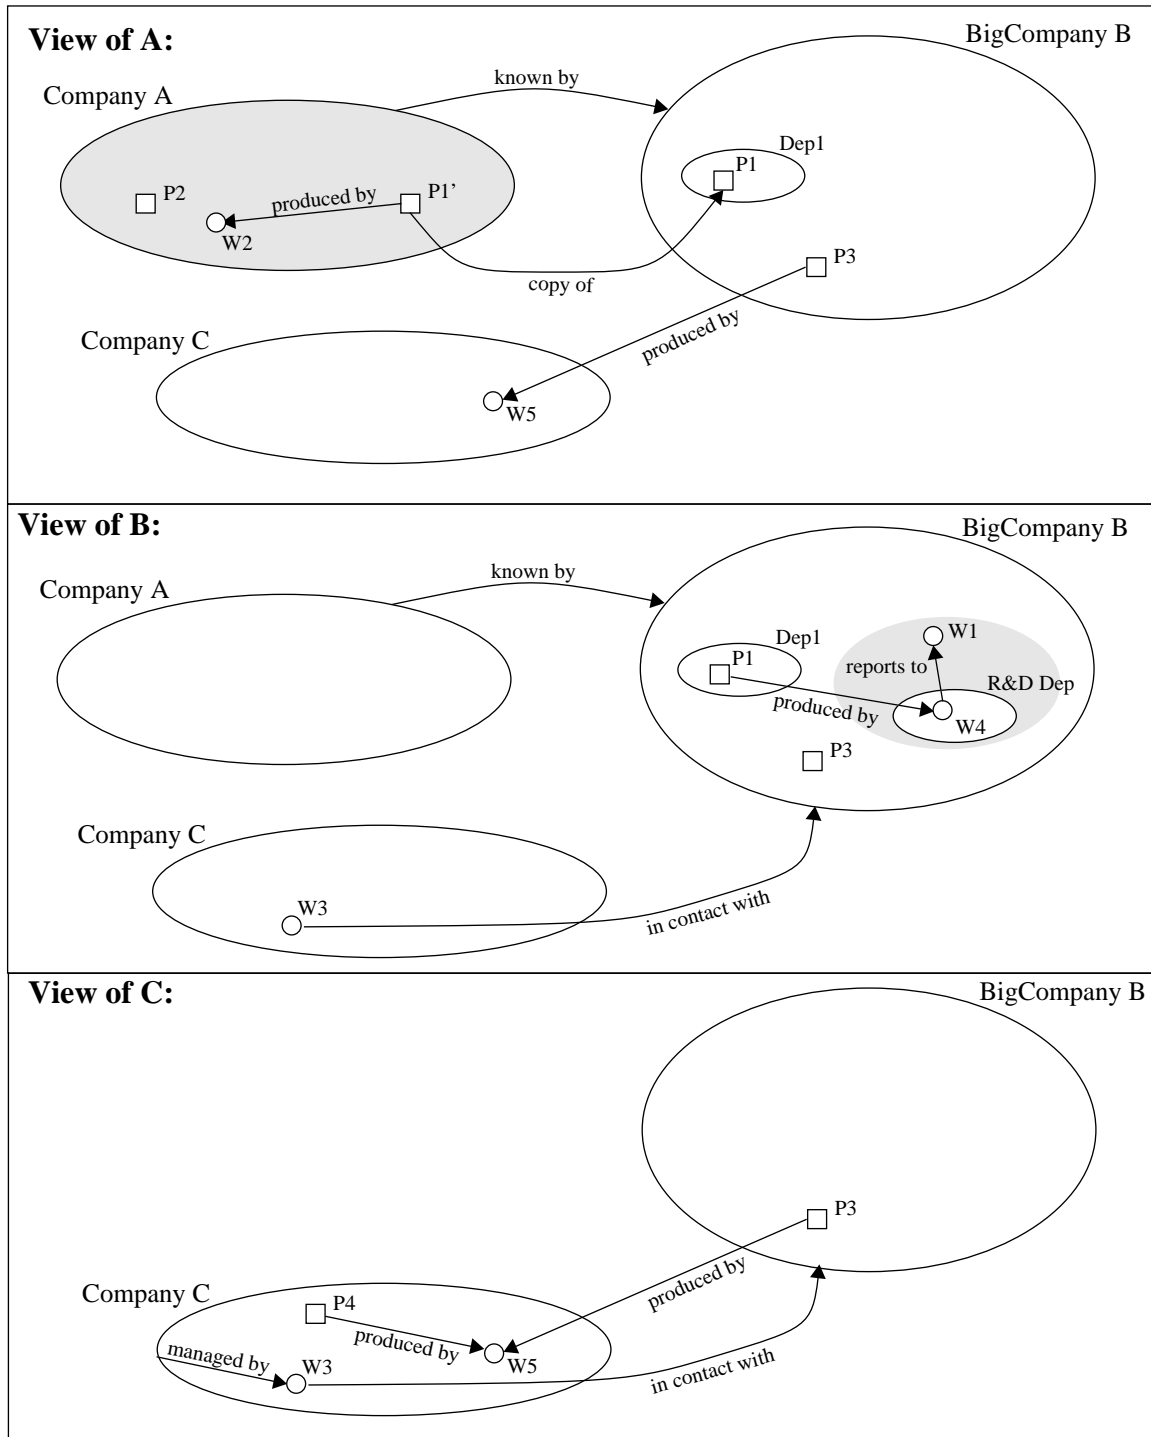 View of A:
BigCompany B
known by
Company A
Dep1
P1
P2
produced by
P1’
W2
P3
copy of
produced by
Company C
W5
View of B:
BigCompany B
known by
Company A
W1
Dep1
P1
reports to
R&D Dep
produced by
W4
P3
Company C
W3
in contact with
View of C:
BigCompany B
P3
produced by
Company C
P4
produced by
managed by
W3
W5
in contact with